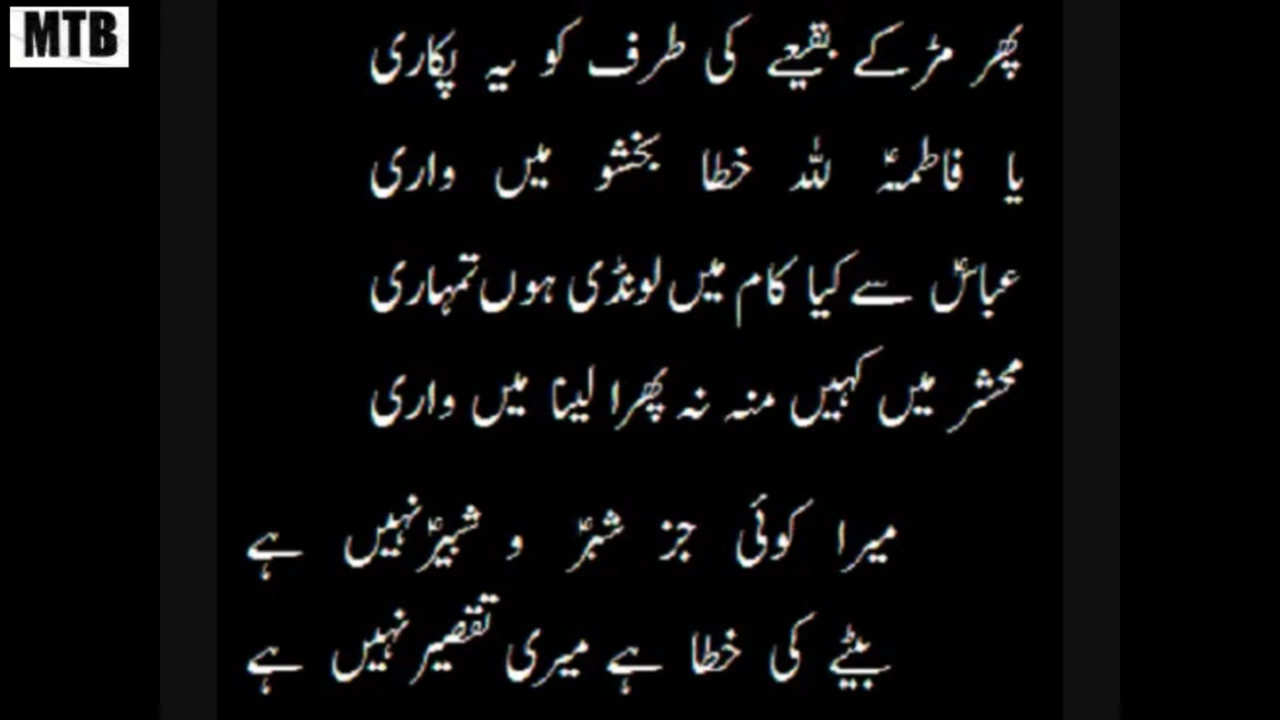 MTB
پھر مڑ کے بقیعے کی طرف کو یہ پکاری
یا فاطمہؑ للہ خطا بخشو میں واری
عباسؑ سے کیا کام میں لونڈی ہوں تمہاری
محشر میں کہیں منہ نہ پھرا لینا میں واری
میرا کوئی جز شبرؑ و شبیرؑ نہیں ہے
بیٹے کی خطا ہے میری تقصیر نہیں ہے